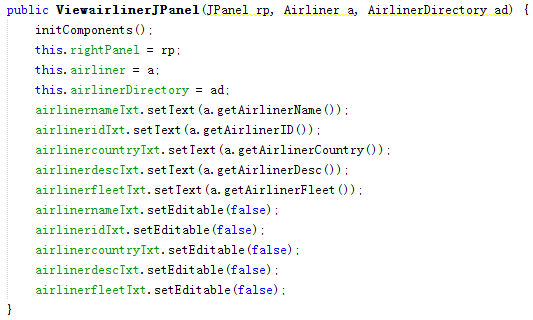 public ViewairlinerJPanel(JPanel rp, Airliner a, AirlinerDirectory ad) {
initComponents();
this.rightPanel = rp;
this.airliner = a;
this.airlinerDirectory = ad;
airlinernameTxt.setText(a.getAirlinerName());
airlineridTxt.setText(a.getAirlinerID());
airlinercountryTxt.setText(a.getAirlinerCountry());
airlinerdescTxt.setText(a.getAirlinerDesc());
airlinerfleetTxt.setText(a.getAirlinerFleet());
airlinernameTxt.setEditable(false);
airlineridTxt.setEditable(false);
airlinercountryTxt.setEditable(false);
airlinerdescTxt.setEditable(false);
airlinerfleetTxt.setEditable(false);
}